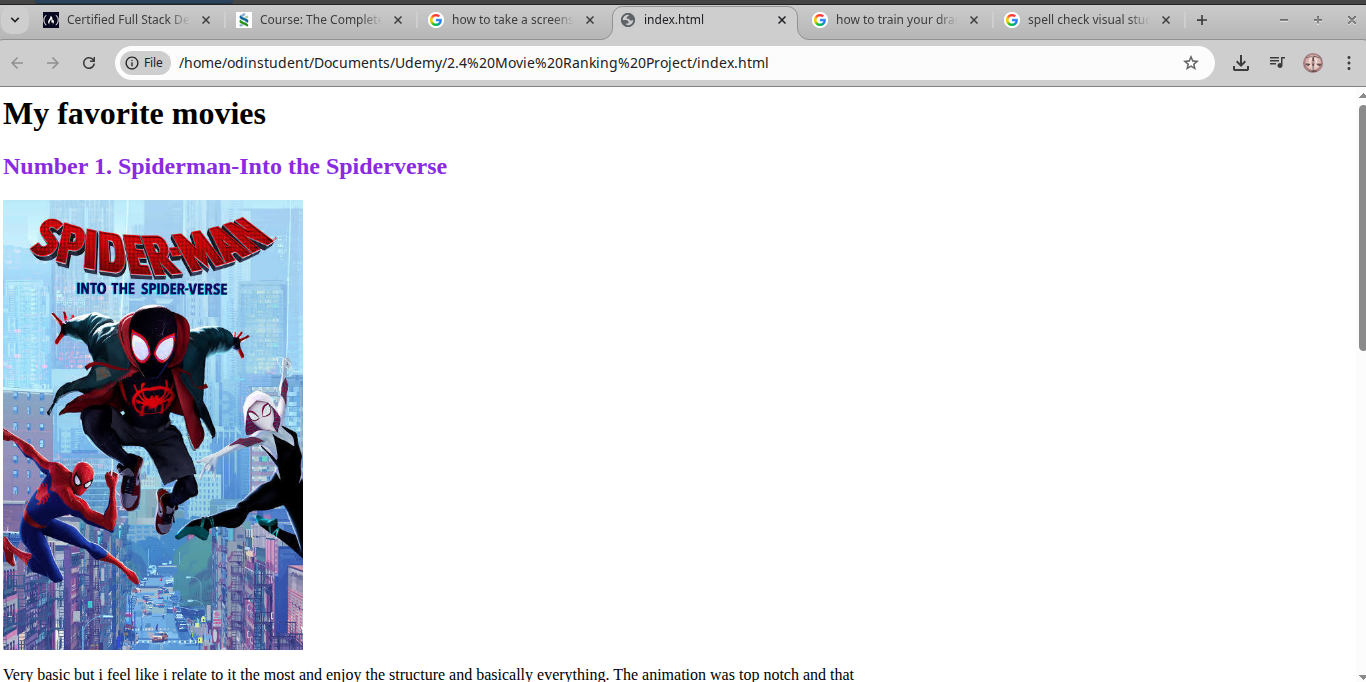 Certified Full Stack De
Course: The Complet
how to take a screens
index.html
how to train your dra
spell check visual stud
File
/home/odinstudent/Documents/Udemy/2.4%20Movie%20Ranking%20Project/index.html
My favorite movies
Number 1. Spiderman-Into the Spiderverse
SPIDER-MAN
INTO THE SPIDER-VERSE
Very basic but i feel like i relate to it the most and enjoy the structure and basically everything. The animation was top notch and that